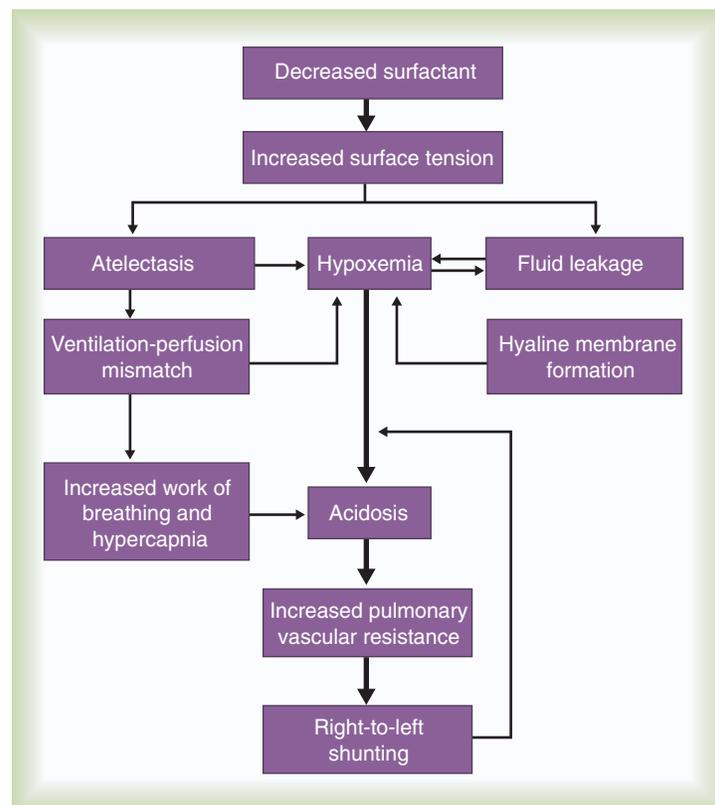 Decreased surfactant
Increased surface tension
Atelectasis
Hypoxemia
Fluid leakage
Ventilation-perfusion
mismatch
Hyaline membrane
formation
Increased work of
breathing and
hypercapnia
Acidosis
Increased pulmonary
vascular resistance
Right-to-left
shunting